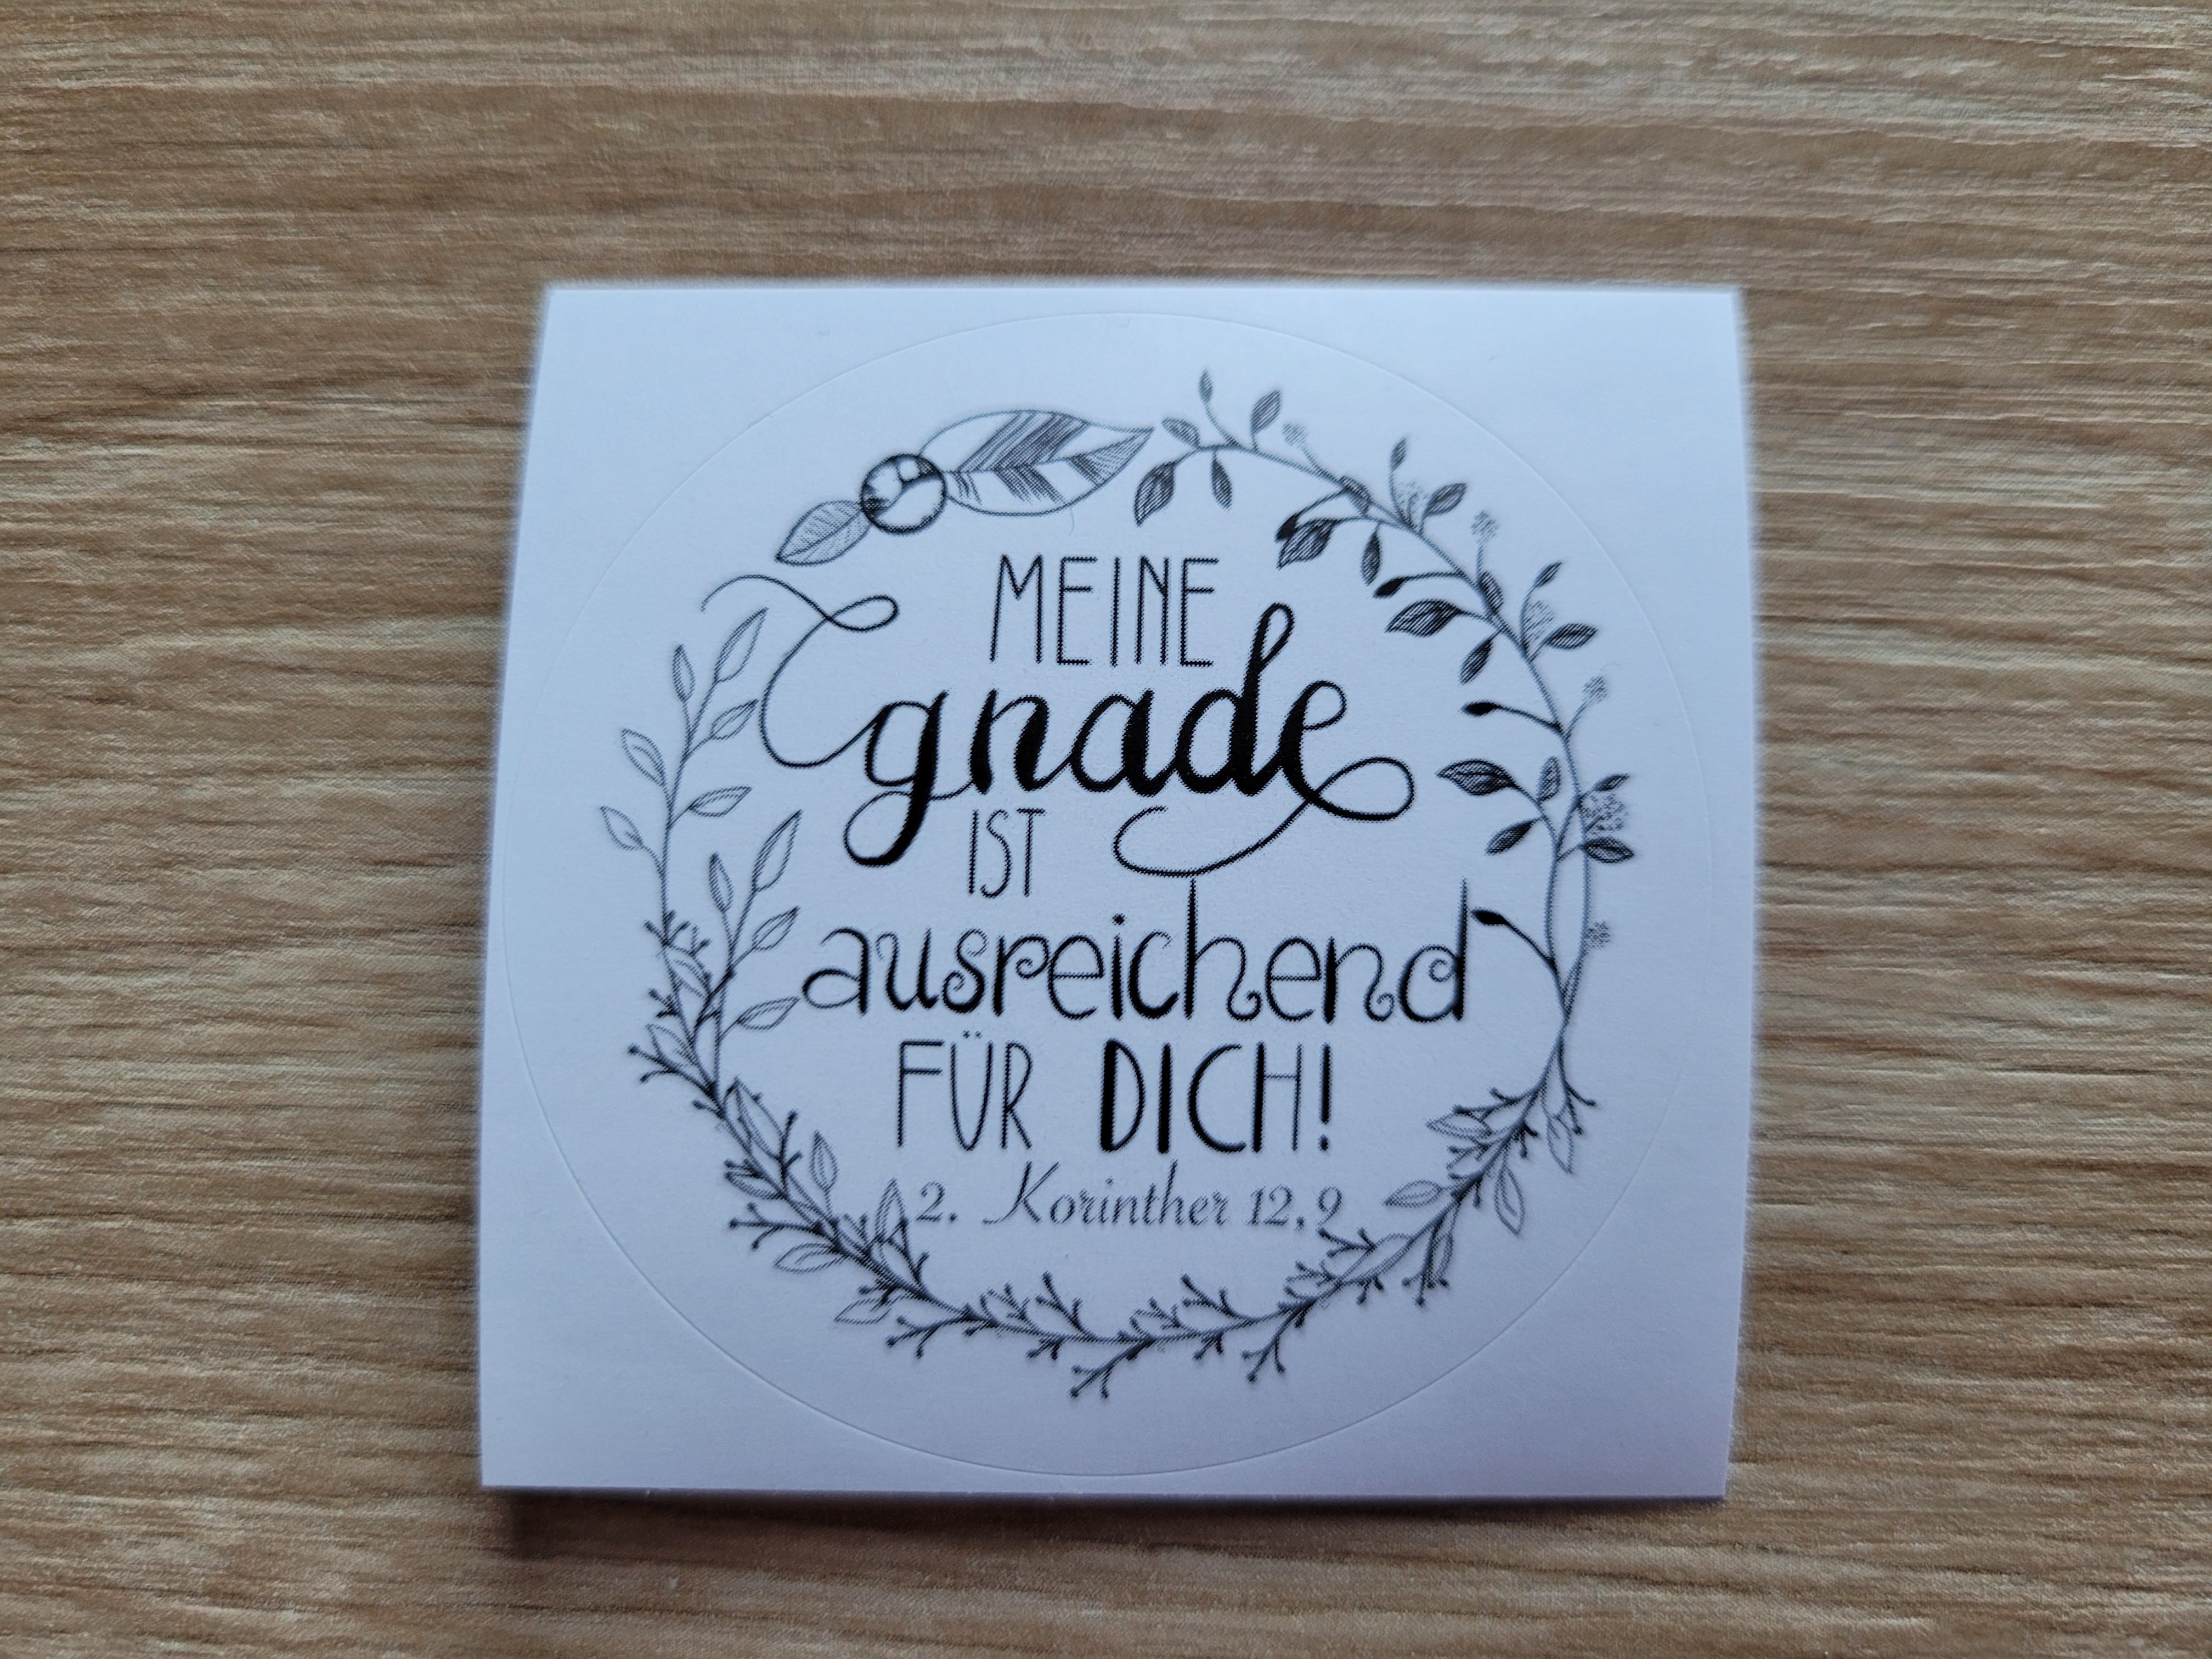 MEINE
gnade
IST
ausreichend
FÜR DICH!
2. Korinther 12,9